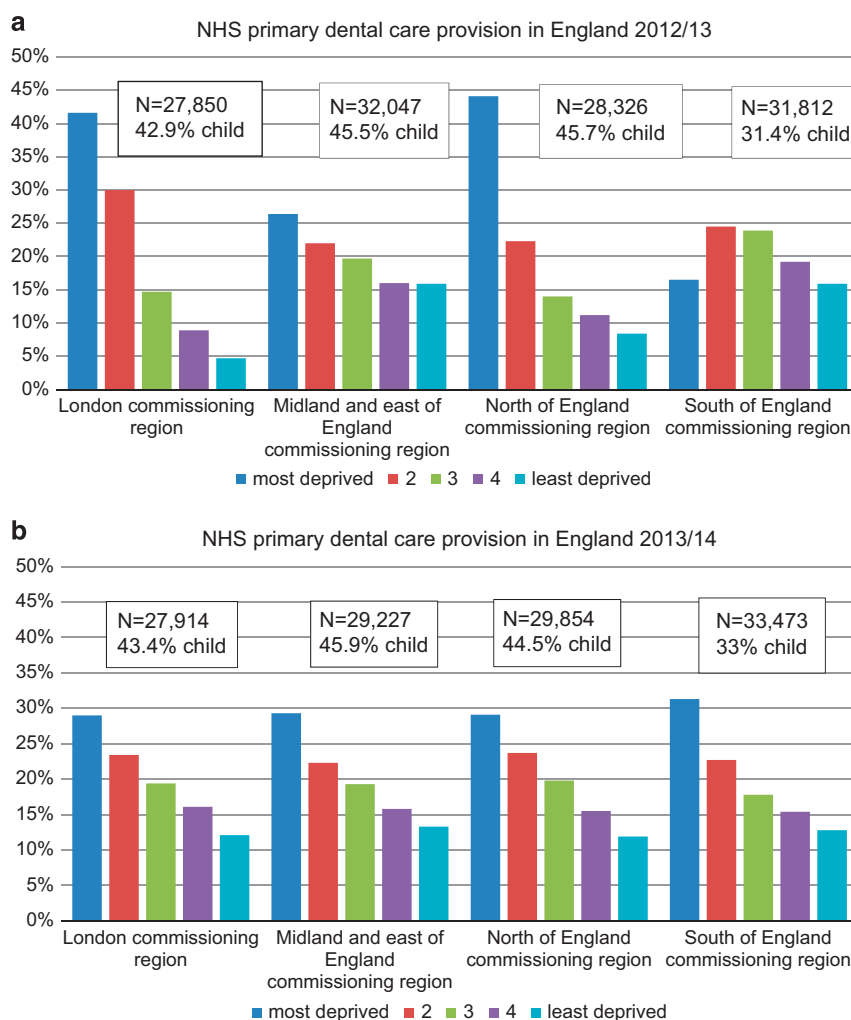 a
NHS primary dental care provision in England 2012/13
50%
45%
40%
35%
30%
25%
20%
15%
10%
5%
0%
N=27,850
42.9% child
N=32,047
45.5% child
N=28,326
45.7% child
N=31,812
31.4% child
London commissioning
region
Midland and east of
England
commissioning region
North of England
commissioning region
South of England
commissioning region
most deprived 2 3 4 least deprived
b
NHS primary dental care provision in England 2013/14
50%
45%
40%
35%
30%
25%
20%
15%
10%
5%
0%
N=27,914
43.4% child
N=29,227
45.9% child
N=29,854
44.5% child
N=33,473
33% child
London commissioning
region
Midland and east of
England
commissioning region
North of England
commissioning region
South of England
commissioning region
most deprived 2 3 4 least deprived